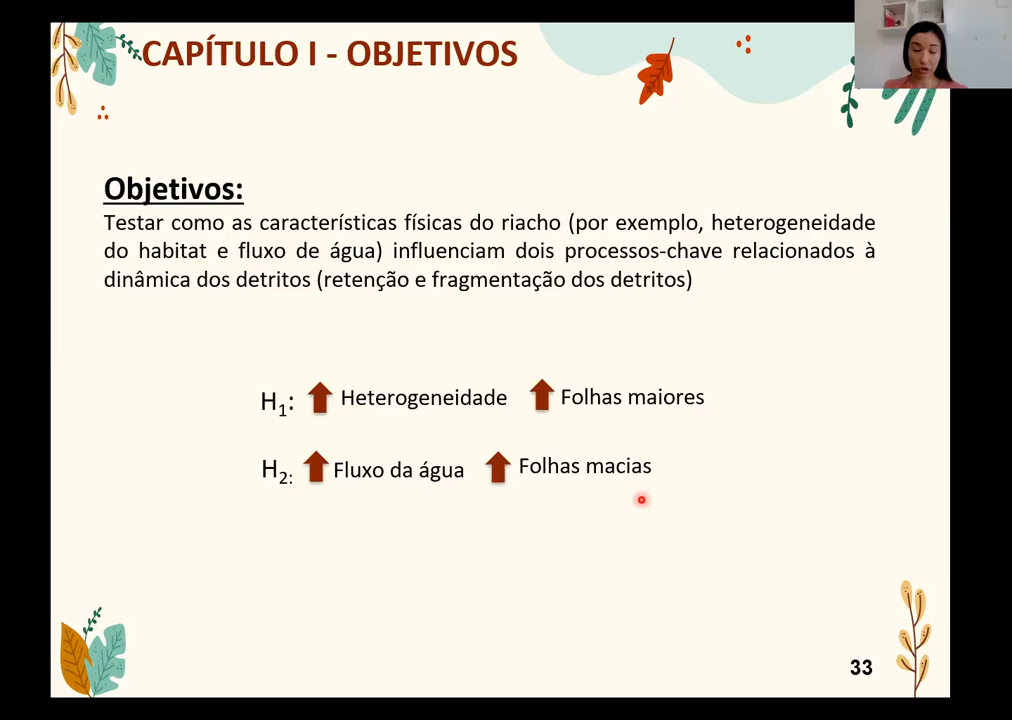 CAPÍTULO I - OBJETIVOS
Objetivos:
Testar como as características físicas do riacho (por exemplo, heterogeneidade
do habitat e fluxo de água) influenciam dois processos-chave relacionados à
dinâmica dos detritos (retenção e fragmentação dos detritos)
H1: Heterogeneidade Folhas maiores
H2: Fluxo da água Folhas macias
33